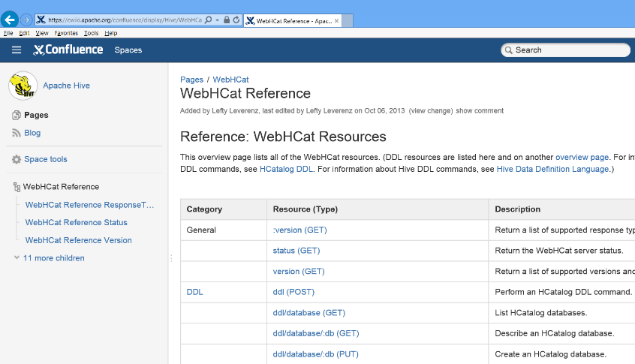 https://cwiki.apache.org/confluence/display/Hive/WebHCa
WebHCat Reference - Apac...
File Edit View Favorites Tools Help
Confluence Spaces
Search
Apache Hive
Pages
Blog
Space tools
WebHCat Reference
WebHCat Reference ResponseT...
WebHCat Reference Status
WebHCat Reference Version
11 more children
Pages / WebHCat
WebHCat Reference
Added by Lefty Leverenz, last edited by Lefty Leverenz on Oct 06, 2013 (view change) show comment
Reference: WebHCat Resources
This overview page lists all of the WebHCat resources. (DDL resources are listed here and on another overview page. For in
DDL commands, see HCatalog DDL. For information about Hive DDL commands, see Hive Data Definition Language.)
Category Resource (Type) Description
General :version (GET) Return a list of supported response typ
status (GET) Return the WebHCat server status.
version (GET) Return a list of supported versions and
DDL ddl (POST) Perform an HCatalog DDL command.
ddl/database (GET) List HCatalog databases.
ddl/database/:db (GET) Describe an HCatalog database.
ddl/database/:db (PUT) Create an HCatalog database.